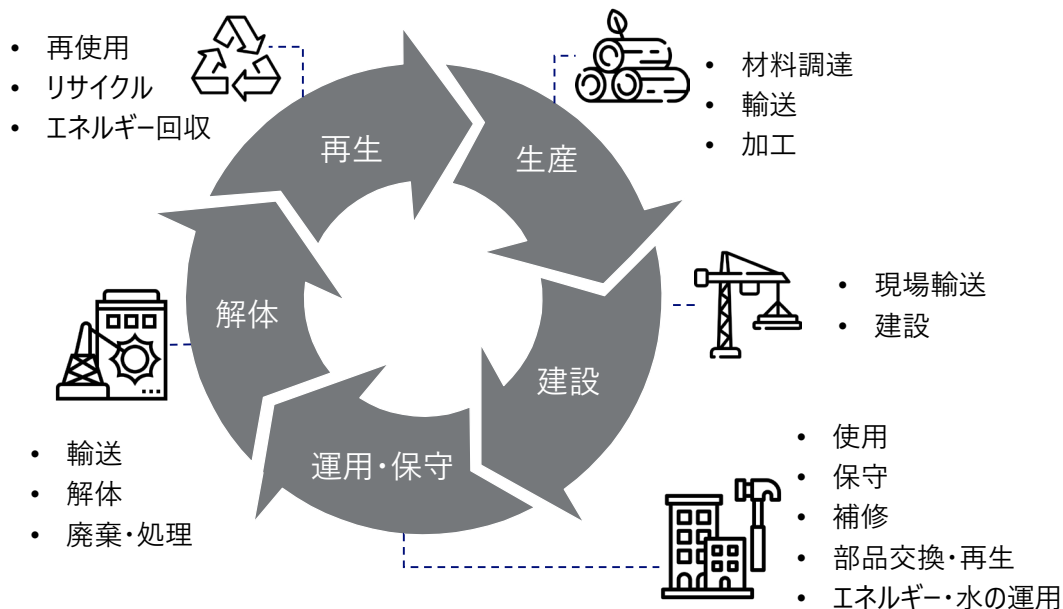 再生
• 再使用
• リサイクル
• エネルギー回収
生産
• 材料調達
• 輸送
• 加工
建設
• 現場輸送
• 建設
運用・保守
• 使用
• 保守
• 補修
• 部品交換・再生
• エネルギー・水の運用
解体
• 輸送
• 解体
• 廃棄・処理